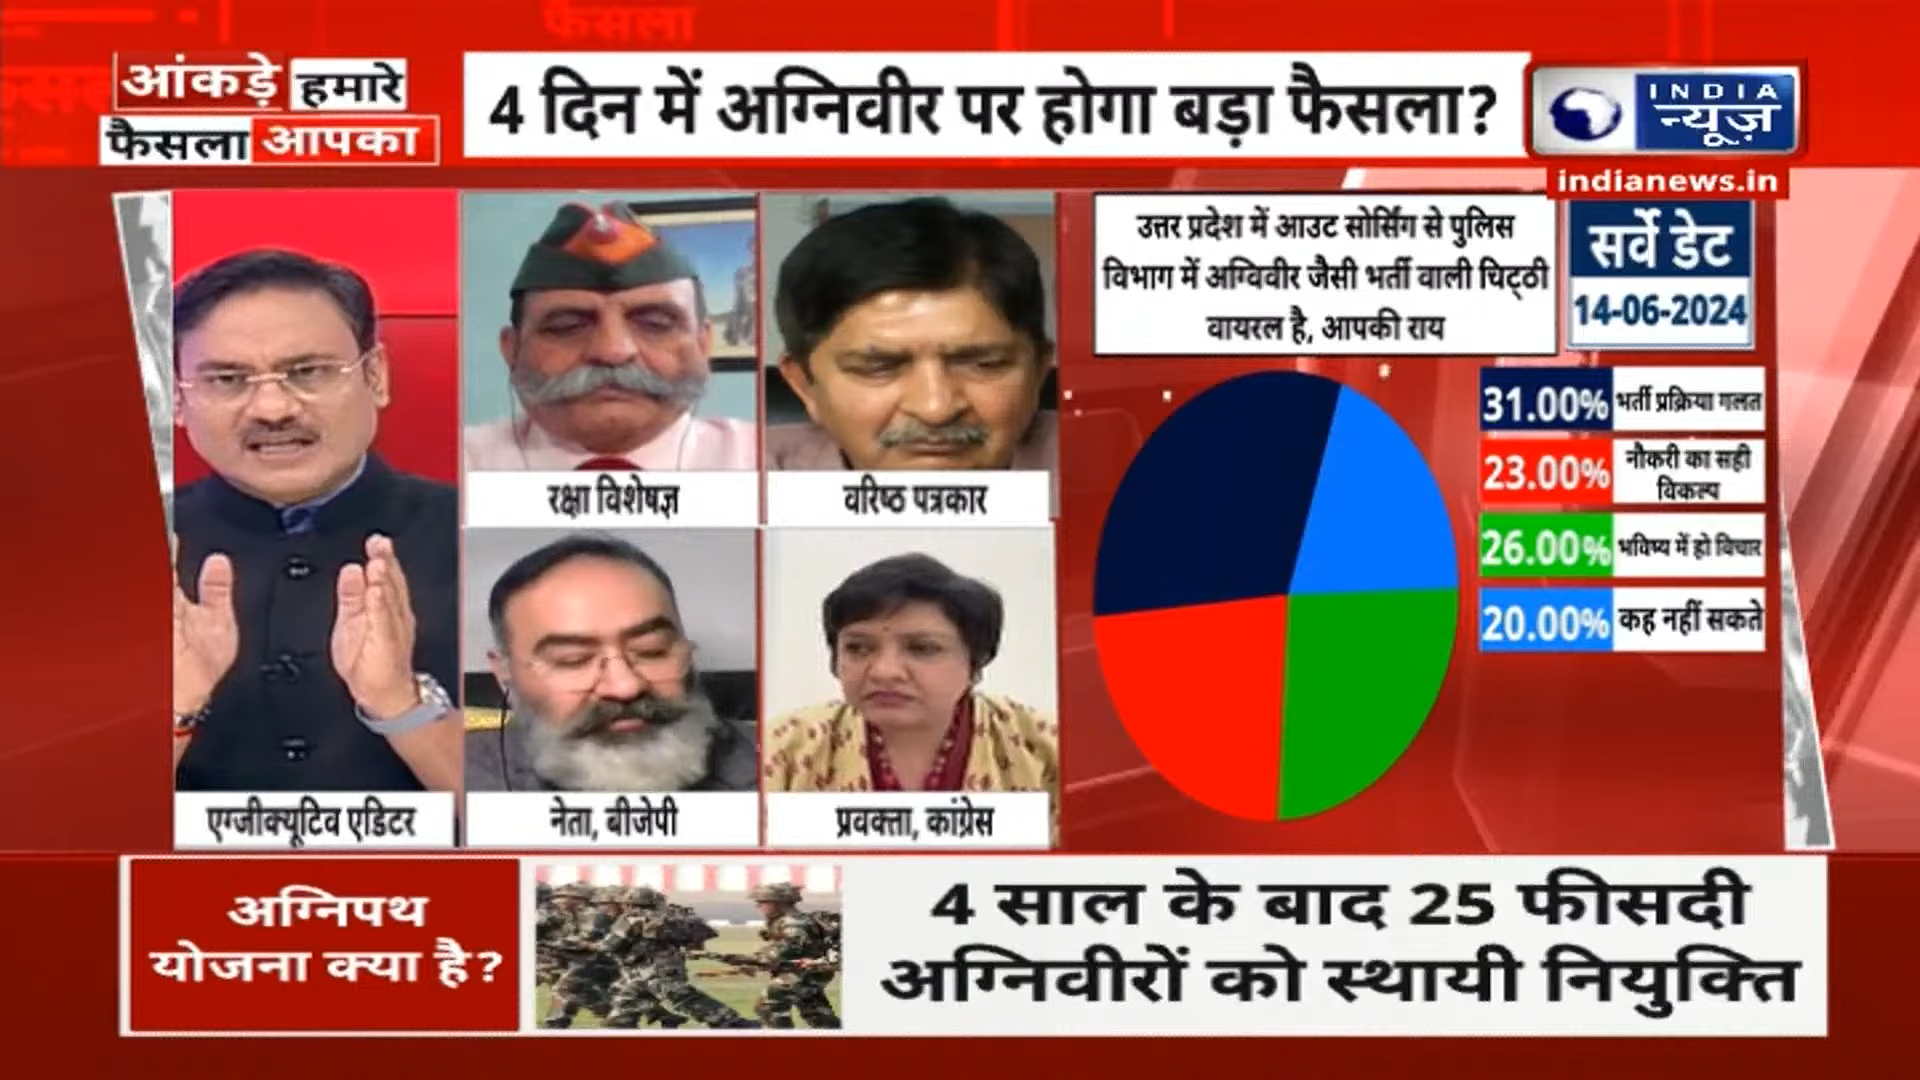 फैसला
आंकड़े हमारे
फैसला आपका
4 दिन में अग्निवीर पर होगा बड़ा फैसला?
INDIA
न्यूज़
indianews.in
उत्तर प्रदेश में आउट सोर्सिंग से पुलिस
विभाग में अग्विवीर जैसी भर्ती वाली चिट्ठी
वायरल है, आपकी राय
सर्वे डेट
14-06-2024
31.00% भर्ती प्रक्रिया गलत
23.00% नौकरी का सही
विकल्प
26.00% भविष्य में हो विचार
20.00% कह नहीं सकते
रक्षा विशेषज्ञ
वरिष्ठ पत्रकार
एग्जीक्यूटिव एडिटर
नेता, बीजेपी
प्रवक्ता, कांग्रेस
अग्निपथ
योजना क्या है?
4 साल के बाद 25 फीसदी
अग्निवीरों को स्थायी नियुक्ति